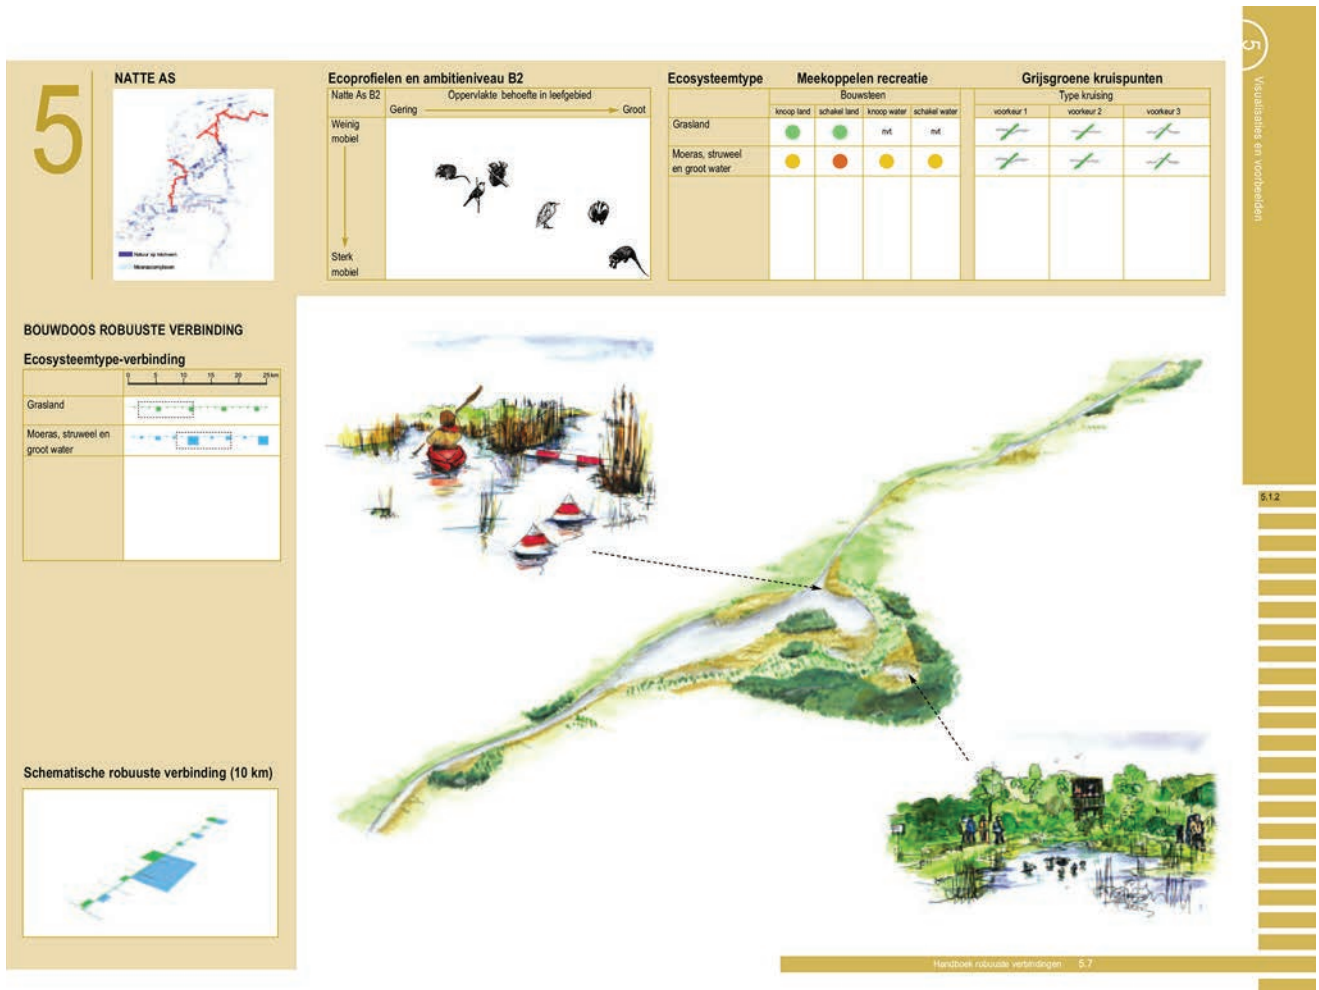 5
Visualisaties en voorbeelden
5
NATTE AS
Natuur op trächwerk
Moerascomplexen
Ecoprofielen en ambitieniveau B2
Natte As B2
Oppervlakte behoefte in leefgebied
Gering
Groot
Weinig
mobiel
Sterk
mobiel
Ecosysteemtype
Meekoppelen recreatie
Grijsgroene kruispunten
Bouwsteen
Type kruising
knoop land
schakel land
knoop water
schakel water
voorkeur 1
voorkeur 2
voorkeur 3
Grasland
nvt
nvt
Moeras, struweel
en groot water
BOUWDOOS ROBUUSTE VERBINDING
Ecosysteemtype-verbinding
0 5 10 15 20 25km
Grasland
Moeras, struweel en
groot water
5.1.2
Schematische robuuste verbinding (10 km)
Handboek robuuste verbindingen 5.7